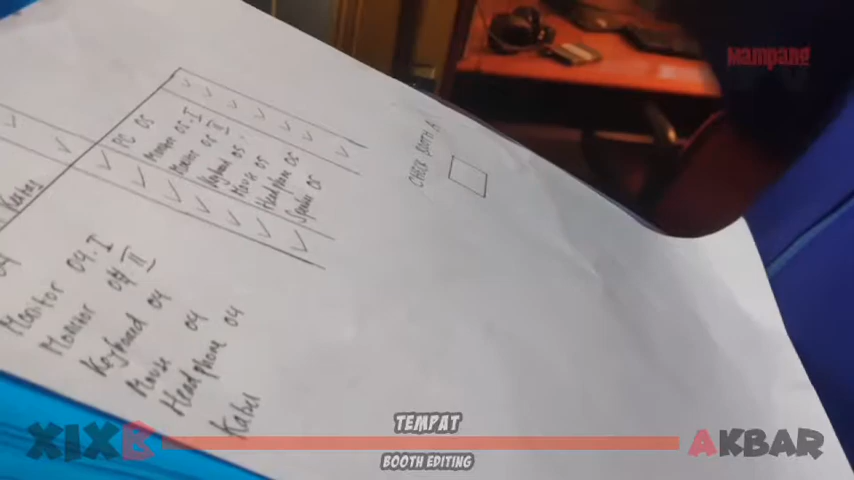 Mampang
PC 05
Monitor 05 - I
Monitor 05 II
Keyboard 05
Mouse 05
Headphone 05
Speaker 05
CHECK BOOTH A
04
Monitor 04. I
Monitor 04 II
Keyboard 04
Mouse 04
Headphone 04
Kabel
TEMPAT
XIXB
AKBAR
BOOTH EDITING